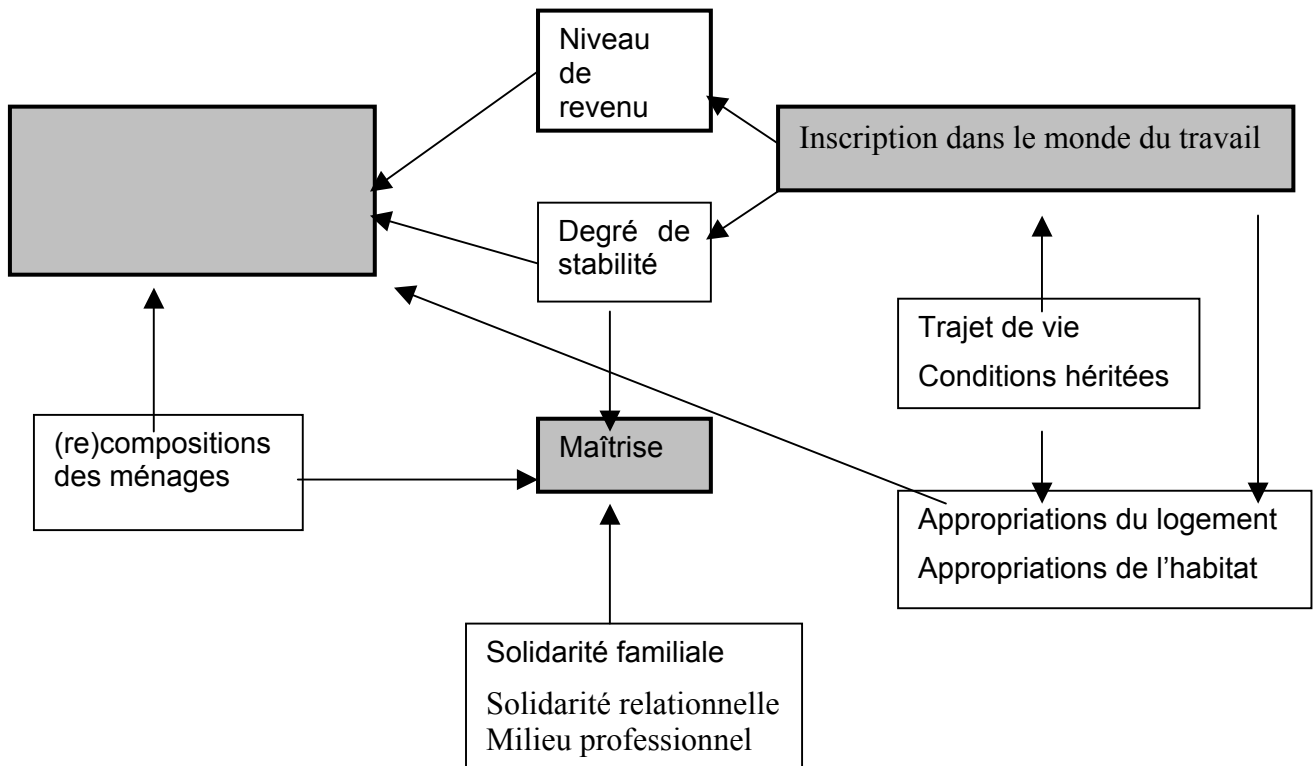 Niveau
de
revenu
Inscription dans le monde du travail
Degré de
stabilité
Trajet de vie
Conditions héritées
(re)compositions
des ménages
Maîtrise
Appropriations du logement
Appropriations de l’habitat
Solidarité familiale
Solidarité relationnelle
Milieu professionnel